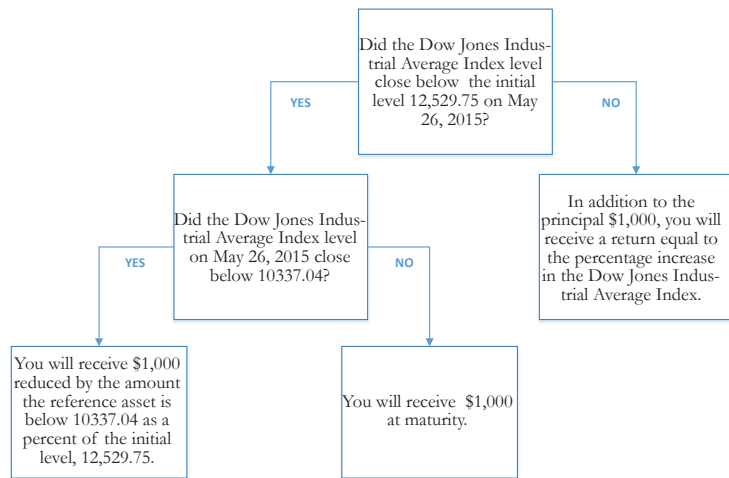 Did the Dow Jones Indus-
trial Average Index level
close below the initial
level 12,529.75 on May
26, 2015?
YES
NO
Did the Dow Jones Indus-
trial Average Index level
on May 26, 2015 close
below 10337.04?
In addition to the
principal $1,000, you will
receive a return equal to
the percentage increase
in the Dow Jones Indus-
trial Average Index.
YES
NO
You will receive $1,000
reduced by the amount
the reference asset is
below 10337.04 as a
percent of the initial
level, 12,529.75.
You will receive $1,000
at maturity.